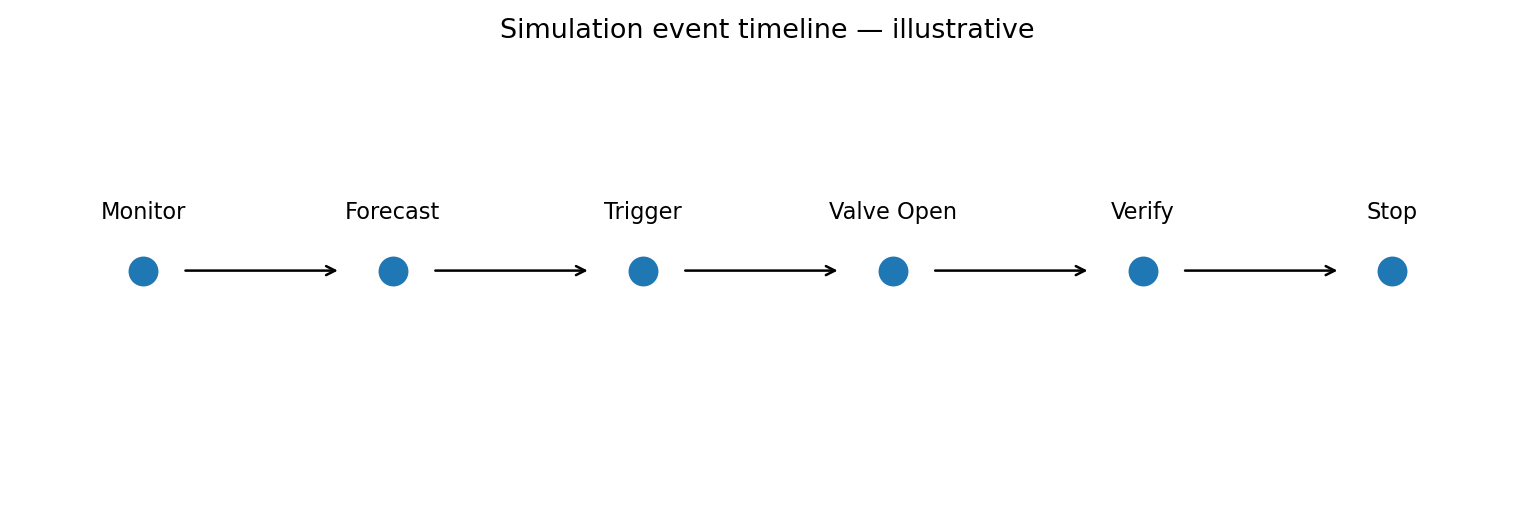 Simulation event timeline — illustrative
Monitor
Forecast
Trigger
Valve Open
Verify
Stop